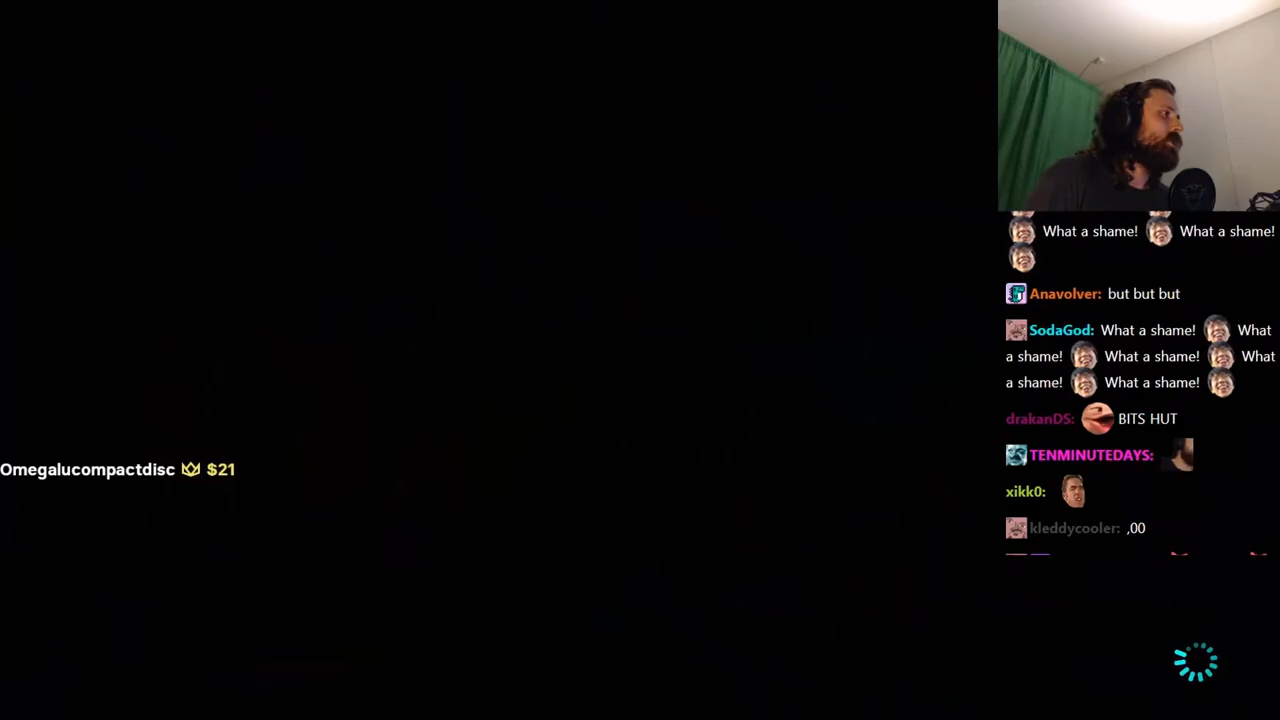 What a shame! What a shame!
Anavolver: but but but
SodaGod: What a shame! What
a shame! What a shame! What
a shame! What a shame!
drakanDS: BITS HUT
Omegalucompactdisc $21
TENMINUTEDAYS:
xikk0:
kleddycooler: ,00